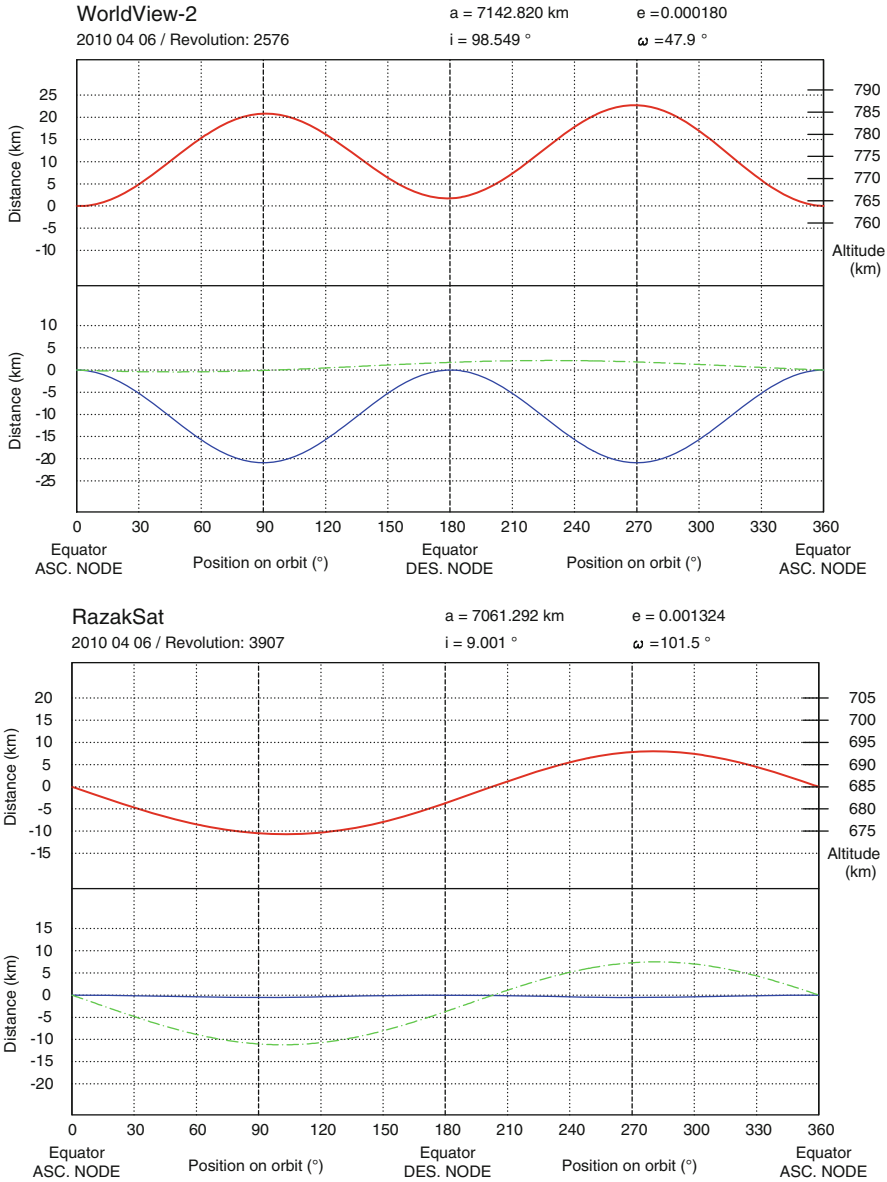 WorldView-2 a = 7142.820 km e =0.000180
2010 04 06 / Revolution: 2576 i = 98.549 ° ω =47.9 °
25
20
15
10
5
0
-5
-10
Distance (km)
790
785
780
775
770
765
760
Altitude
(km)
10
5
0
-5
-10
-15
-20
-25
Distance (km)
0 30 60 90 120 150 180 210 240 270 300 330 360
Equator Equator Equator
ASC. NODE Position on orbit (°) DES. NODE Position on orbit (°) ASC. NODE
RazakSat a = 7061.292 km e = 0.001324
2010 04 06 / Revolution: 3907 i = 9.001 ° ω =101.5 °
20
15
10
5
0
-5
-10
-15
Distance (km)
705
700
695
690
685
680
675
Altitude
(km)
15
10
5
0
-5
-10
-15
-20
Distance (km)
0 30 60 90 120 150 180 210 240 270 300 330 360
Equator Equator Equator
ASC. NODE Position on orbit (°) DES. NODE Position on orbit (°) ASC. NODE